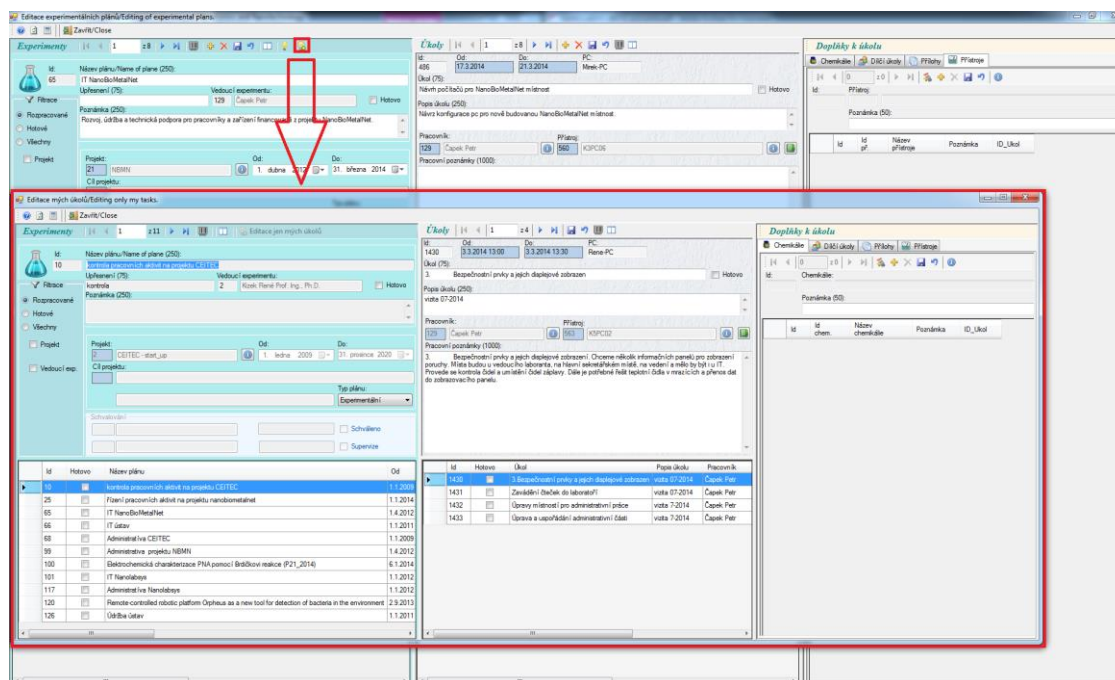 Editace experimentálních plánů/Editing of experimental plans.
Zavřít/Close
Experimenty 1 z 8
Id: Název plánu/Name of plane (250):
65 IT NanoBioMetalNet
Upřesnení (75): Vedoucí experimentu:
129 Čapek Petr Hotovo
Filtrace Poznámka (250):
Rozpracované Rozvoj, údržba a technická podpora pro pracovníky a zařízení financovaná z projektu NanoBioMetalNet.
Hotové
Všechny
Projekt Projekt: Od: Do:
21 NBMN 1. dubna 2012 31. března 2014
Cíl projektu:
Úkoly 1 z 8
Id: Od: Do: PC:
486 17.3.2014 21.3.2014 Mirek-PC
Úkol (75):
Návrh počítačů pro NanoBioMetalNet místnost Hotovo
Popis úkolu (250)
Návrz konfigurace pc pro nově budovanou NanoBioMetalNet místnost.
Pracovník: Přístroj:
129 Čapek Petr 560 K3PC06
Pracovní poznámky (1000):
Doplňky k úkolu
Chemikálie Dílčí úkoly Přílohy Přístroje
0 z 0
Id: Přístroj:
Poznámka (50):
Id Id př. Název přístroje Poznámka ID_Ukol
Editace mých úkolů/Editing only my tasks.
Zavřít/Close
Experimenty 1 z 11 Editace jen mých úkolů
Id: Název plánu/Name of plane (250):
10 kontrola pracovních aktivit na projektu CEITEC
Upřesnení (75): Vedoucí experimentu:
kontrola 2 Kizek René Prof. Ing., Ph.D. Hotovo
Filtrace Poznámka (250):
Rozpracované
Hotové
Všechny
Projekt Projekt: Od: Do:
2 CEITEC - start_up 1. ledna 2009 31. prosince 2020
Vedoucí exp. Cíl projektu:
Typ plánu:
Experimentální
Schvalování
Schváleno
Supervize
Id Hotovo Název plánu Od
10 kontrola pracovních aktivit na projektu CEITEC 1.1.2009
25 Řízení pracovních aktivit na projektu nanobiometalnet 1.1.2014
65 IT NanoBioMetalNet 1.4.2012
66 IT ústav 1.1.2011
68 Administrativa CEITEC 1.1.2009
99 Administrativa projektu NBMN 1.4.2012
100 Elektrochemická charakterizace PNA pomocí Brdičkovi reakce (P21_2014) 6.1.2014
101 IT Nanolabsys 1.1.2012
117 Administrativa Nanolabsys 1.1.2012
120 Remote-controlled robotic platform Orpheus as a new tool for detection of bacteria in the environment 2.9.2013
126 Údržba ústav 1.1.2011
Úkoly 1 z 4
Id: Od: Do: PC:
1430 3.3.2014 13:00 3.3.2014 13:30 Rene-PC
Úkol (75):
3. Bezpečnostní prvky a jejich displejové zobrazen Hotovo
Popis úkolu (250):
vizita 07-2014
Pracovník: Přístroj:
129 Čapek Petr 563 K5PC02
Pracovní poznámky (1000):
3. Bezpečnostní prvky a jejich displejové zobrazení. Chceme několik informačních panelů pro zobrazení
poruchy. Místa budou u vedoucího laboranta, na hlavní sekretářském místě, na vedení a mělo by být i u IT.
Provede se kontrola čidel a umístění čidel záplavy. Dále je potřebné řešit teplotní čidla v mrazících a přenos dat
do zobrazovacího panelu.
Id Hotovo Úkol Popis úkolu Pracovník
1430 3.Bezpečnostní prvky a jejich displejové zobrazen vizita 07-2014 Čapek Petr
1431 Zavádění čteček do laboratoří vizita 07-2014 Čapek Petr
1432 Úpravy místností pro administrativní práce vizita 7-2014 Čapek Petr
1433 Úprava a uspořádání administrativní části vizita 7-2014 Čapek Petr
Doplňky k úkolu
Chemikálie Dílčí úkoly Přílohy Přístroje
0 z 0
Id: Chemikálie:
Poznámka (50):
Id Id chem. Název chemikálie Poznámka ID_Ukol